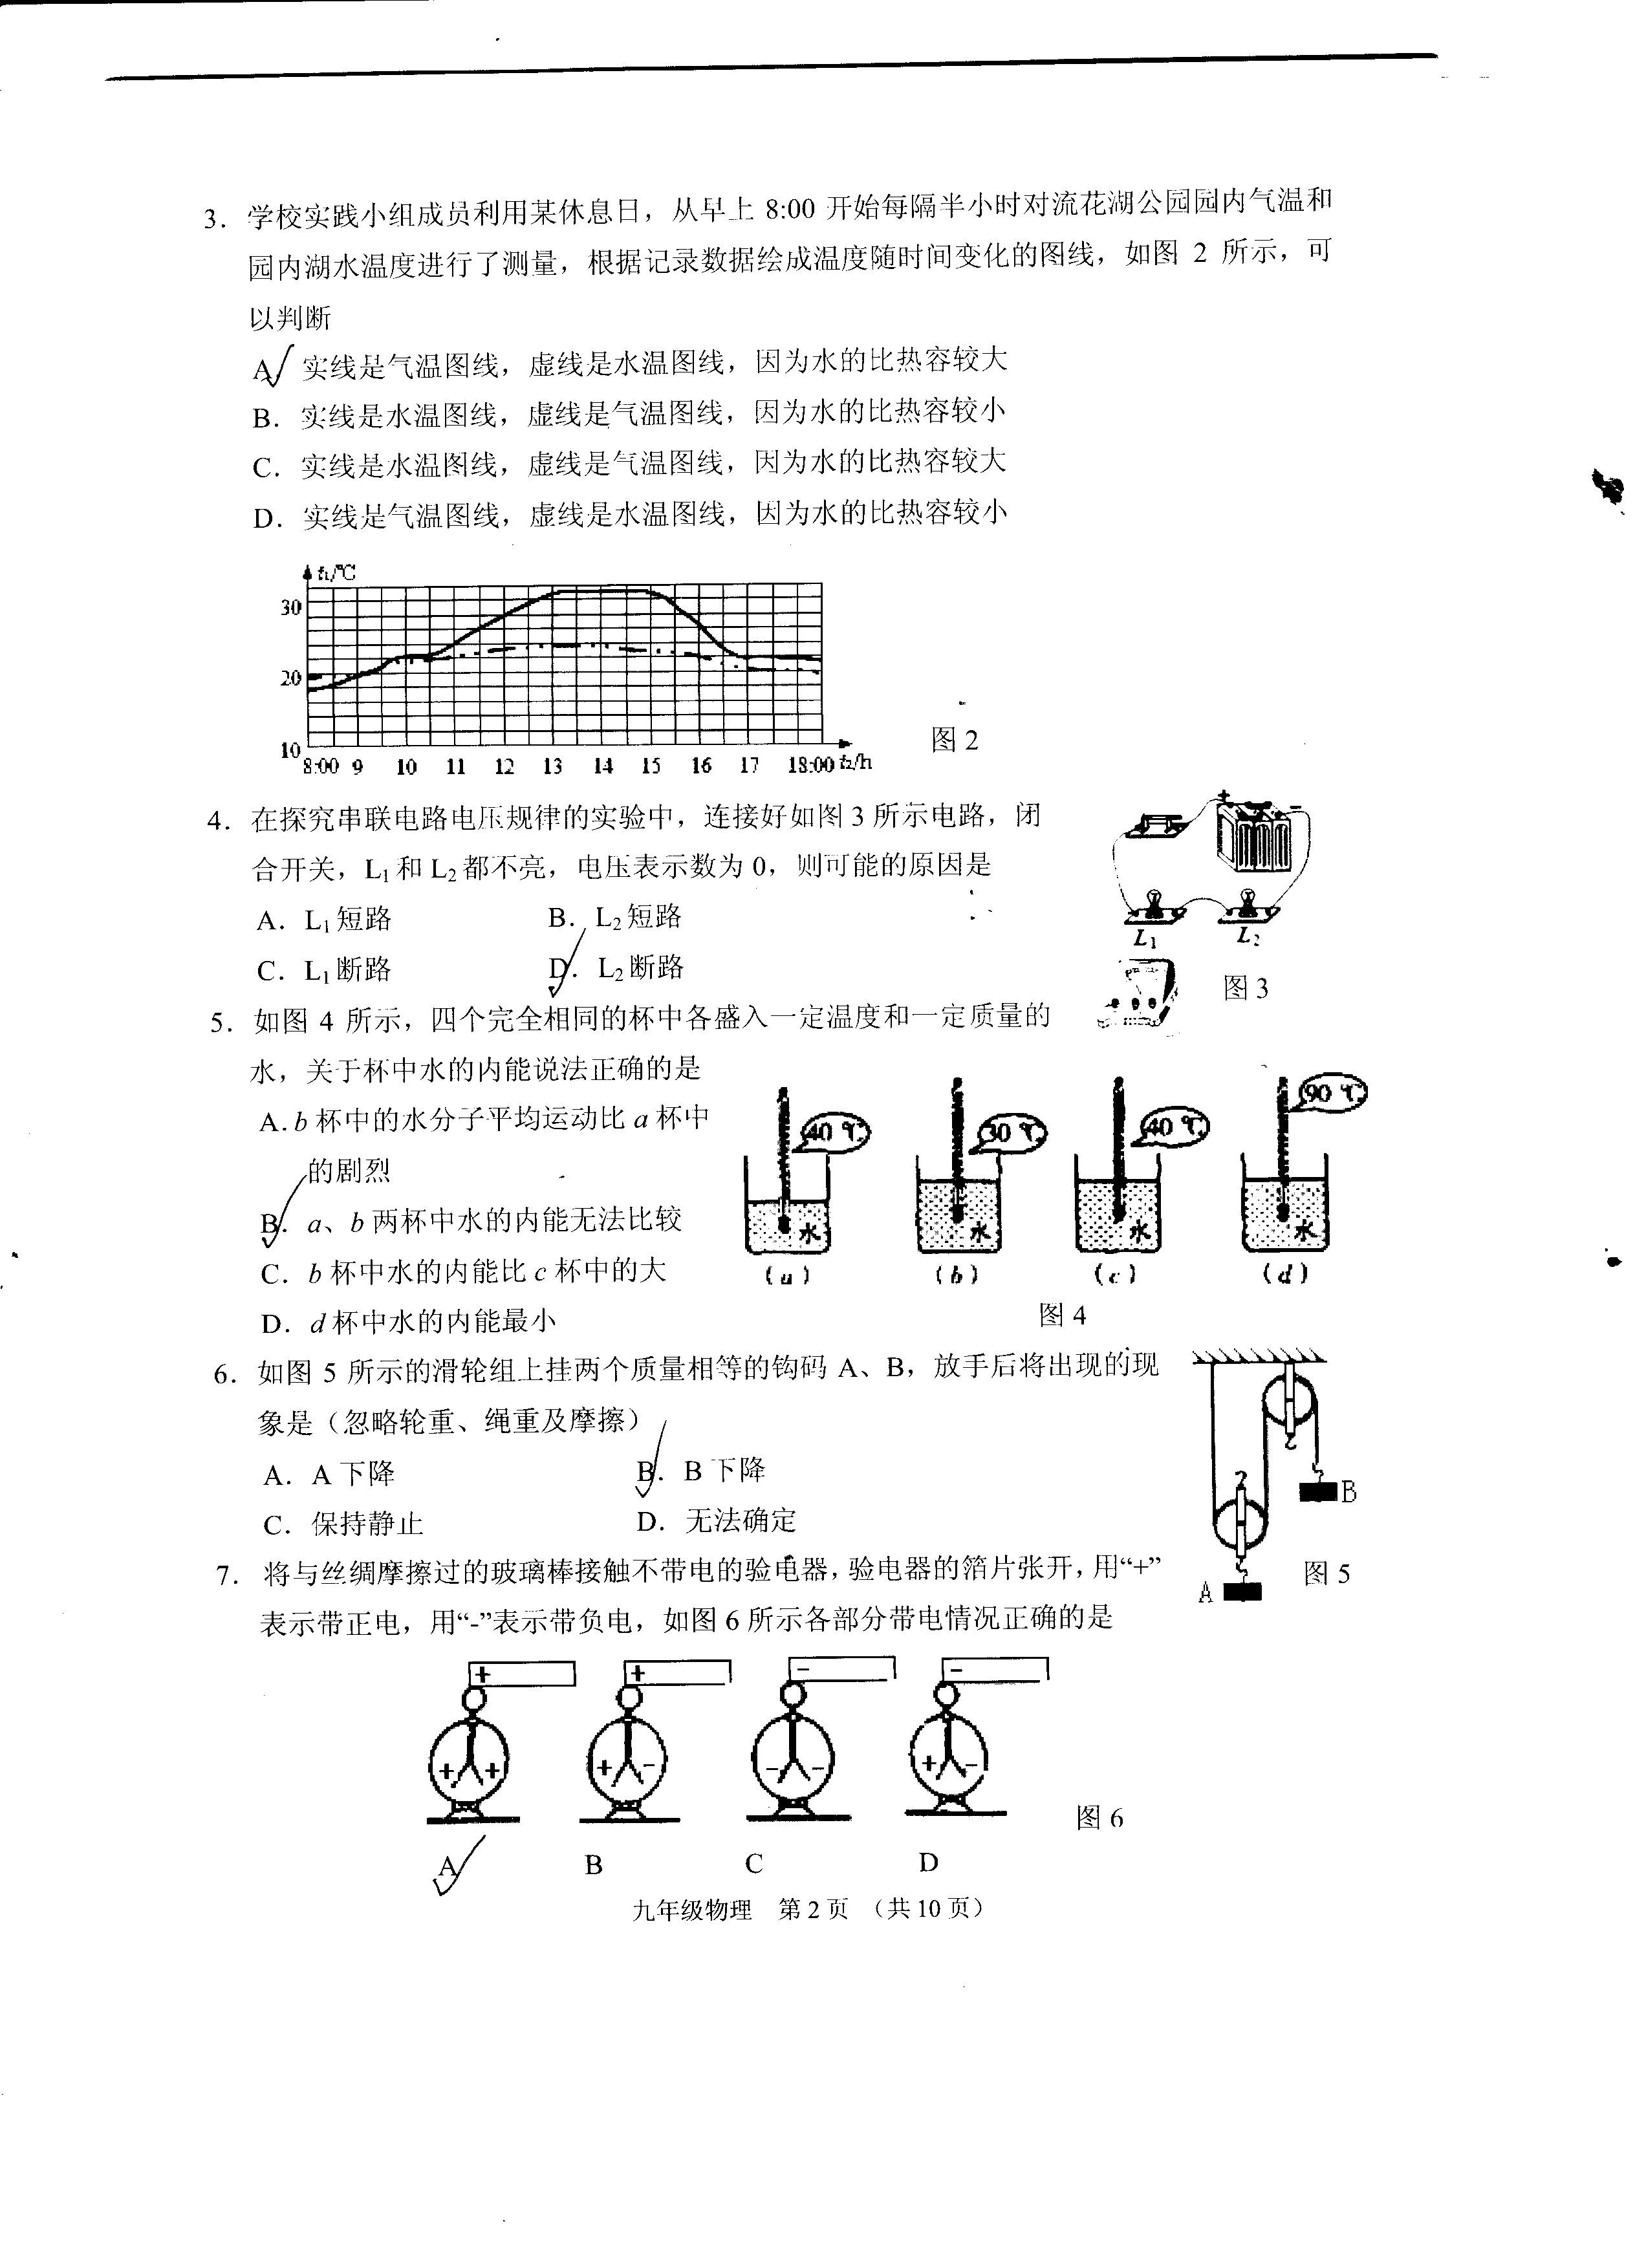 3. 学校实践小组成员利用某休息日，从早上 8:00 开始每隔半小时对流花湖公园园内气温和
园内湖水温度进行了测量，根据记录数据绘成温度随时间变化的图线，如图 2 所示，可
以判断
A. 实线是气温图线，虚线是水温图线，因为水的比热容较大
B. 实线是水温图线，虚线是气温图线，因为水的比热容较小
C. 实线是水温图线，虚线是气温图线，因为水的比热容较大
D. 实线是气温图线，虚线是水温图线，因为水的比热容较小
t₁/℃
30
20
10
8:00 9 10 11 12 13 14 15 16 17 18:00 t₂/h
图 2
4. 在探究串联电路电压规律的实验中，连接好如图 3 所示电路，闭
合开关，L₁ 和 L₂ 都不亮，电压表示数为 0，则可能的原因是
A. L₁ 短路 B. L₂ 短路
C. L₁ 断路 D. L₂ 断路
+ -
L₁ L₂
图 3
5. 如图 4 所示，四个完全相同的杯中各盛入一定温度和一定质量的
水，关于杯中水的内能说法正确的是
A. b 杯中的水分子平均运动比 a 杯中
的剧烈
B. a、b 两杯中水的内能无法比较
C. b 杯中水的内能比 c 杯中的大
D. d 杯中水的内能最小
40 ℃ 30 ℃ 40 ℃ 90 ℃
水 水 水 水
(a) (b) (c) (d)
图 4
6. 如图 5 所示的滑轮组上挂两个质量相等的钩码 A、B，放手后将出现的现
象是（忽略轮重、绳重及摩擦）
A. A 下降 B. B 下降
C. 保持静止 D. 无法确定
B
A
图 5
7. 将与丝绸摩擦过的玻璃棒接触不带电的验电器，验电器的箔片张开，用“+”
表示带正电，用“-”表示带负电，如图 6 所示各部分带电情况正确的是
+ + - -
+ + + - - - + -
图 6
A B C D
九年级物理 第 2 页 （共 10 页）